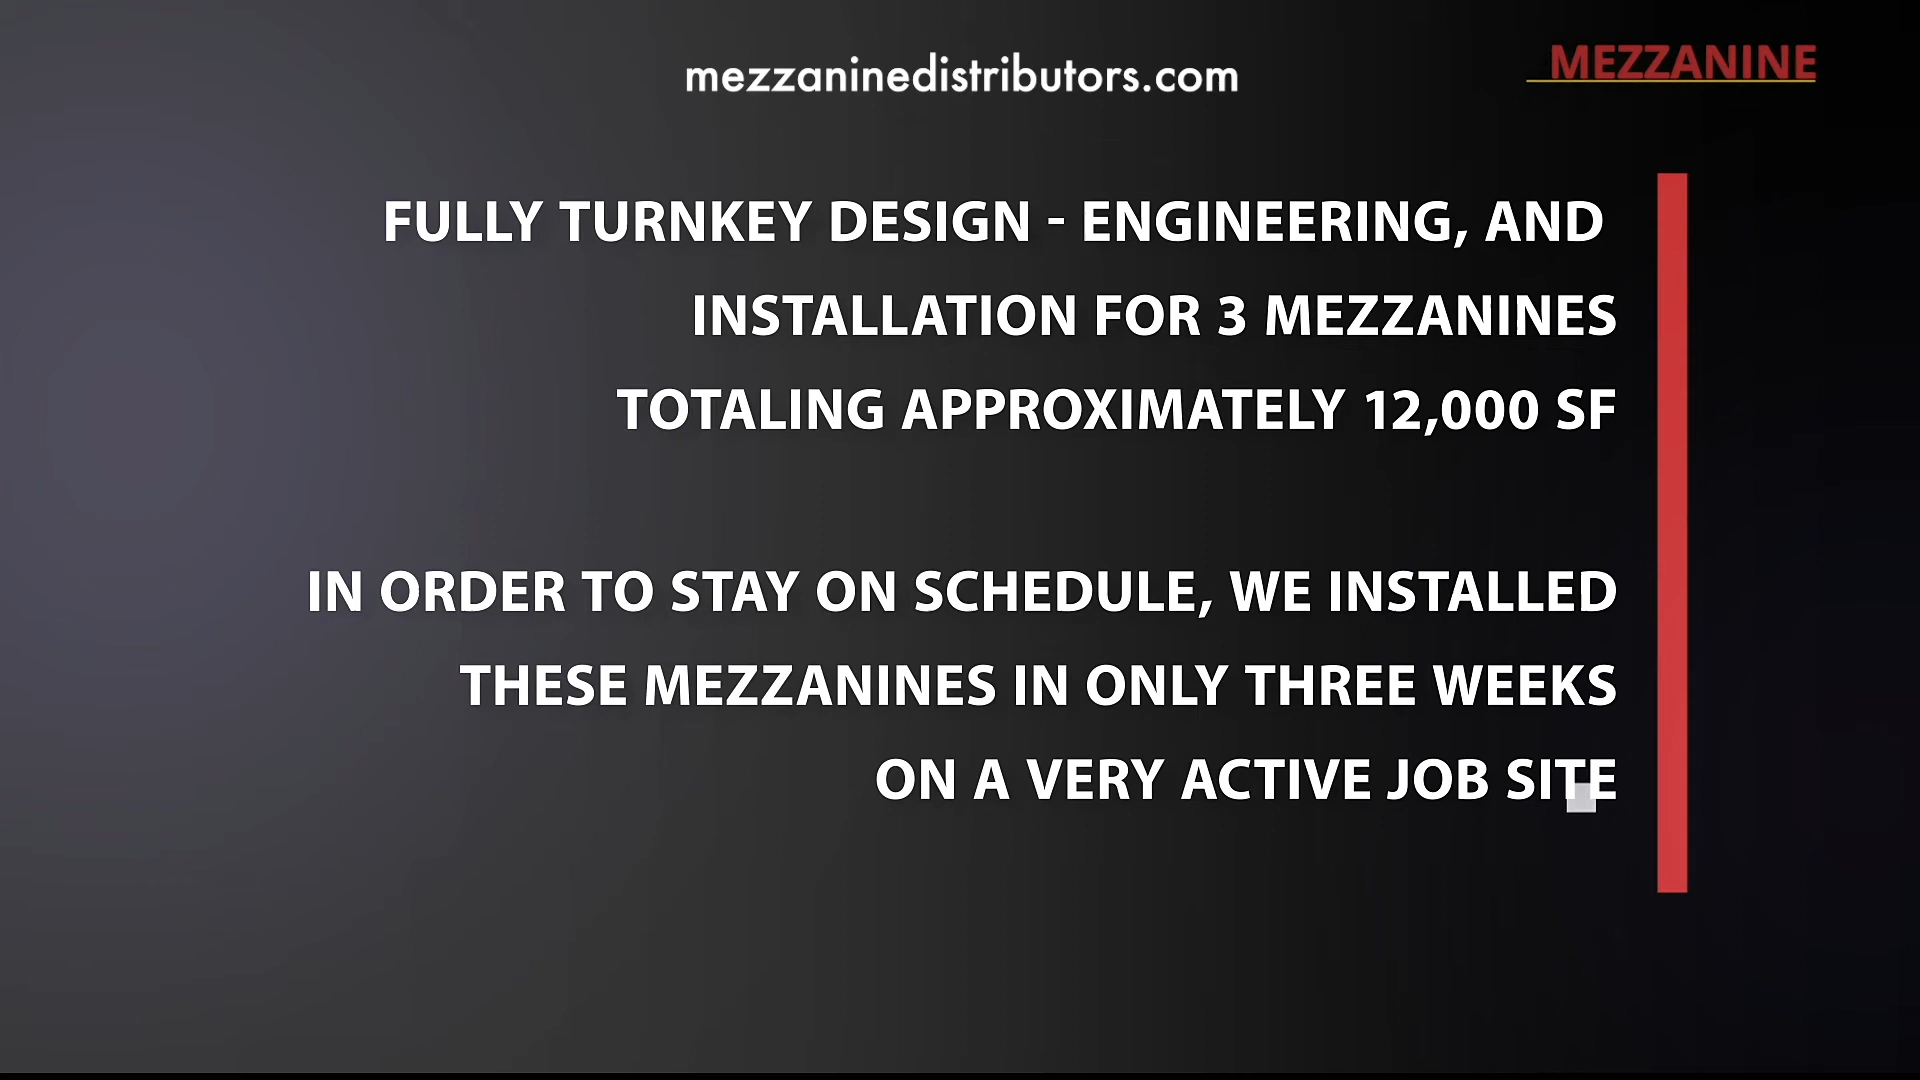 mezzaninedistributors.com
MEZZANINE
FULLY TURNKEY DESIGN - ENGINEERING, AND
INSTALLATION FOR 3 MEZZANINES
TOTALING APPROXIMATELY 12,000 SF
IN ORDER TO STAY ON SCHEDULE, WE INSTALLED
THESE MEZZANINES IN ONLY THREE WEEKS
ON A VERY ACTIVE JOB SITE